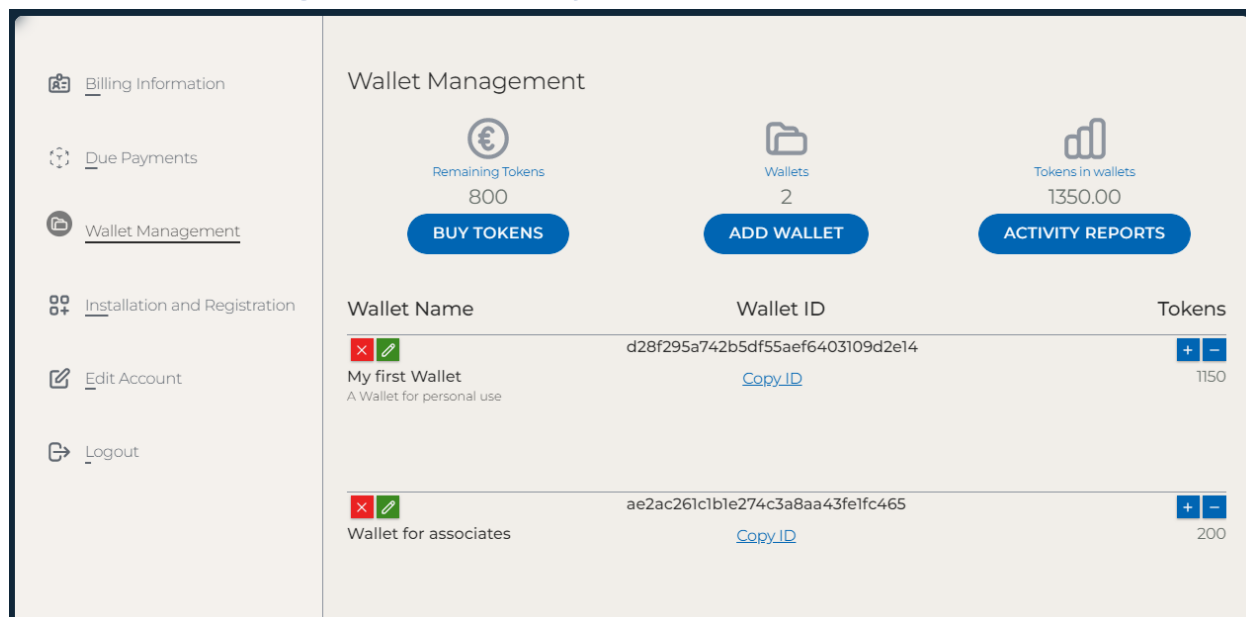 Billing Information
Due Payments
Wallet Management
Installation and Registration
Edit Account
Logout
Wallet Management
Remaining Tokens
800
BUY TOKENS
Wallets
2
ADD WALLET
Tokens in wallets
1350.00
ACTIVITY REPORTS
Wallet Name Wallet ID Tokens
d28f295a742b5df55aef6403109d2e14
My first Wallet Copy ID 1150
A Wallet for personal use
ae2ac261c1b1e274c3a8aa43fe1fc465
Wallet for associates Copy ID 200